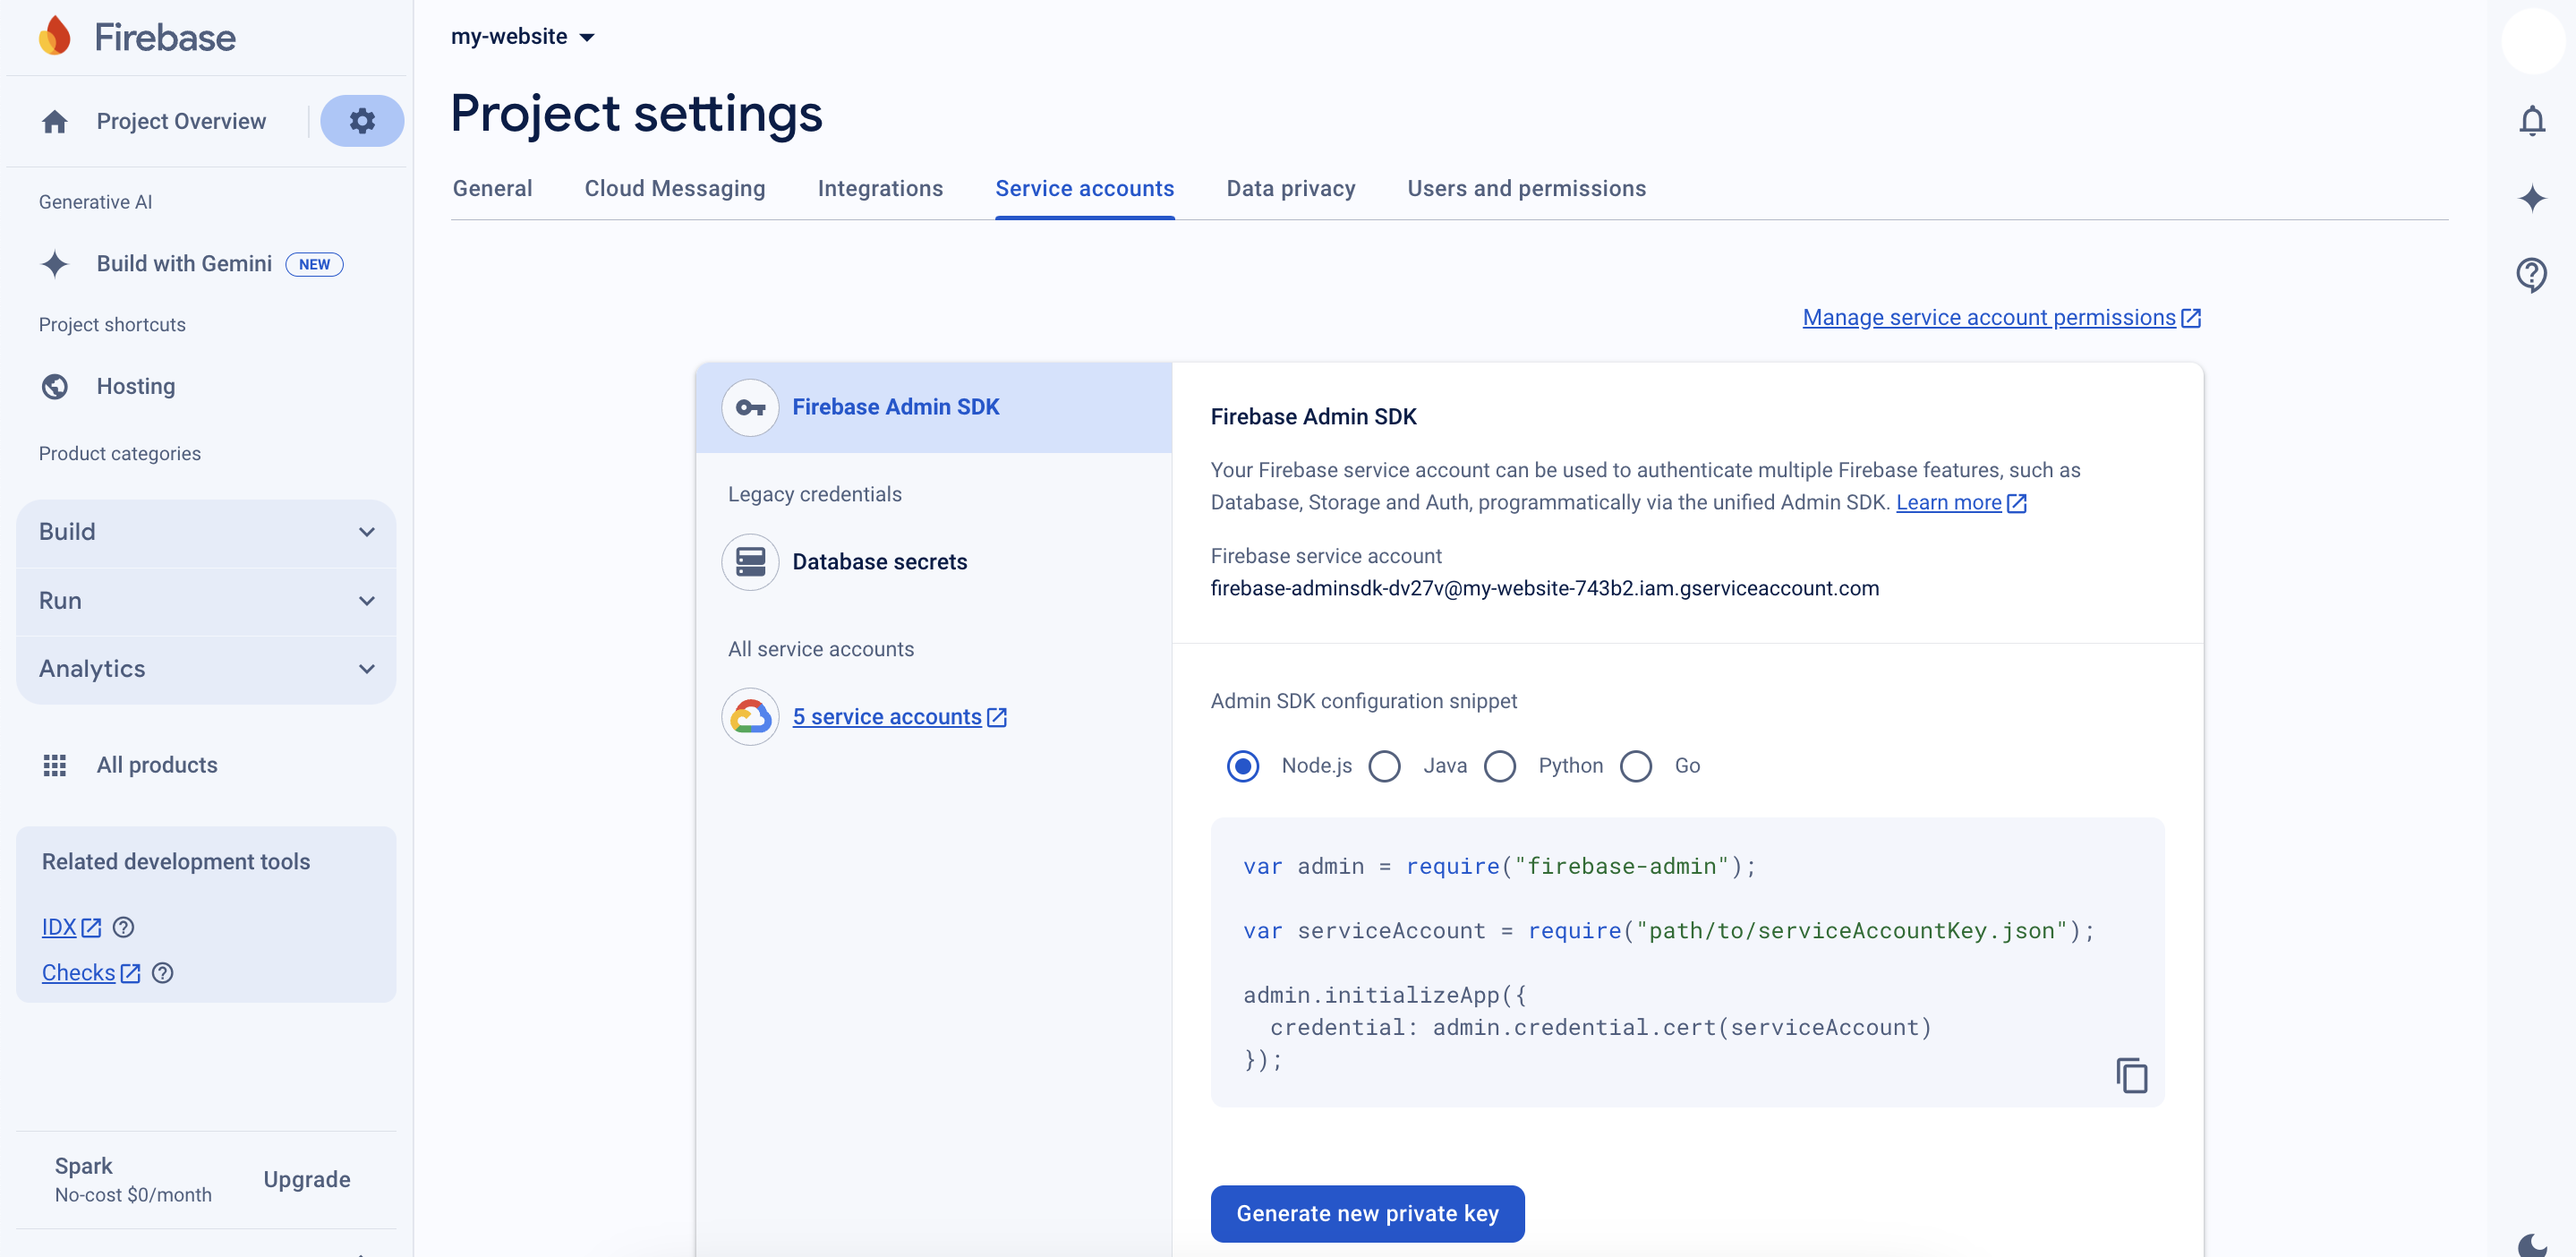 Firebase
Project Overview
Generative AI
Build with Gemini NEW
Project shortcuts
Hosting
Product categories
Build
Run
Analytics
All products
Related development tools
IDX
Checks
Spark
No-cost $0/month
Upgrade
my-website
Project settings
General Cloud Messaging Integrations Service accounts Data privacy Users and permissions
Manage service account permissions
Firebase Admin SDK
Legacy credentials
Database secrets
All service accounts
5 service accounts
Firebase Admin SDK
Your Firebase service account can be used to authenticate multiple Firebase features, such as
Database, Storage and Auth, programmatically via the unified Admin SDK. Learn more
Firebase service account
firebase-adminsdk-dv27v@my-website-743b2.iam.gserviceaccount.com
Admin SDK configuration snippet
Node.js Java Python Go
var admin = require("firebase-admin");
var serviceAccount = require("path/to/serviceAccountKey.json");
admin.initializeApp({
  credential: admin.credential.cert(serviceAccount)
});
Generate new private key